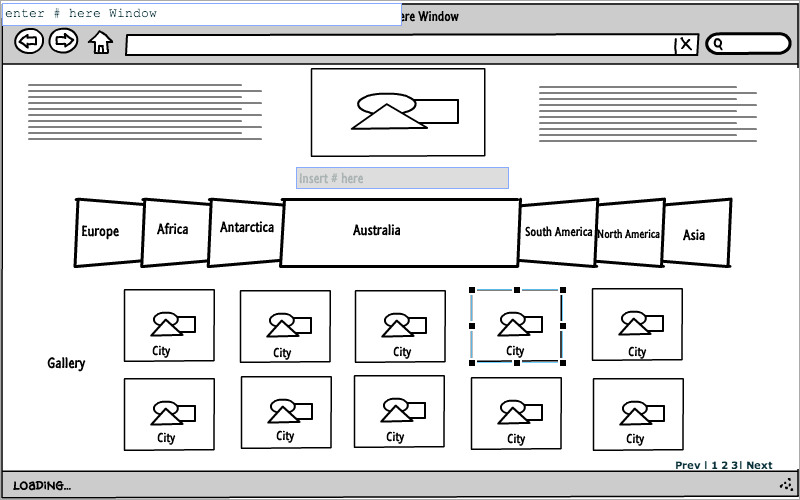 enter # here Window
ere Window
X
Insert # here
Europe
Africa
Antarctica
Australia
South America
North America
Asia
Gallery
City
City
City
City
City
City
City
City
City
City
Prev | 1 2 3| Next
LOADING...